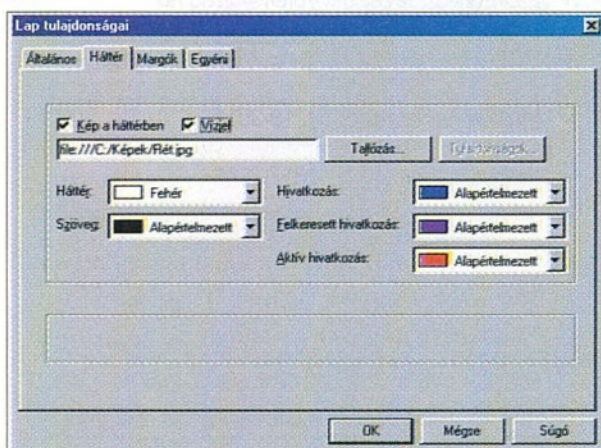 Lap tulajdonságai
Általános Háttér Margók Egyéni
Kép a háttérben Vízjel
file:///C:/Képek/Rét.jpg Tallózás... Tulajdonságok...
Háttér: Fehér Hivatkozás: Alapértelmezett
Szöveg: Alapértelmezett Felkeresett hivatkozás: Alapértelmezett
Aktív hivatkozás: Alapértelmezett
OK Mégse Súgó